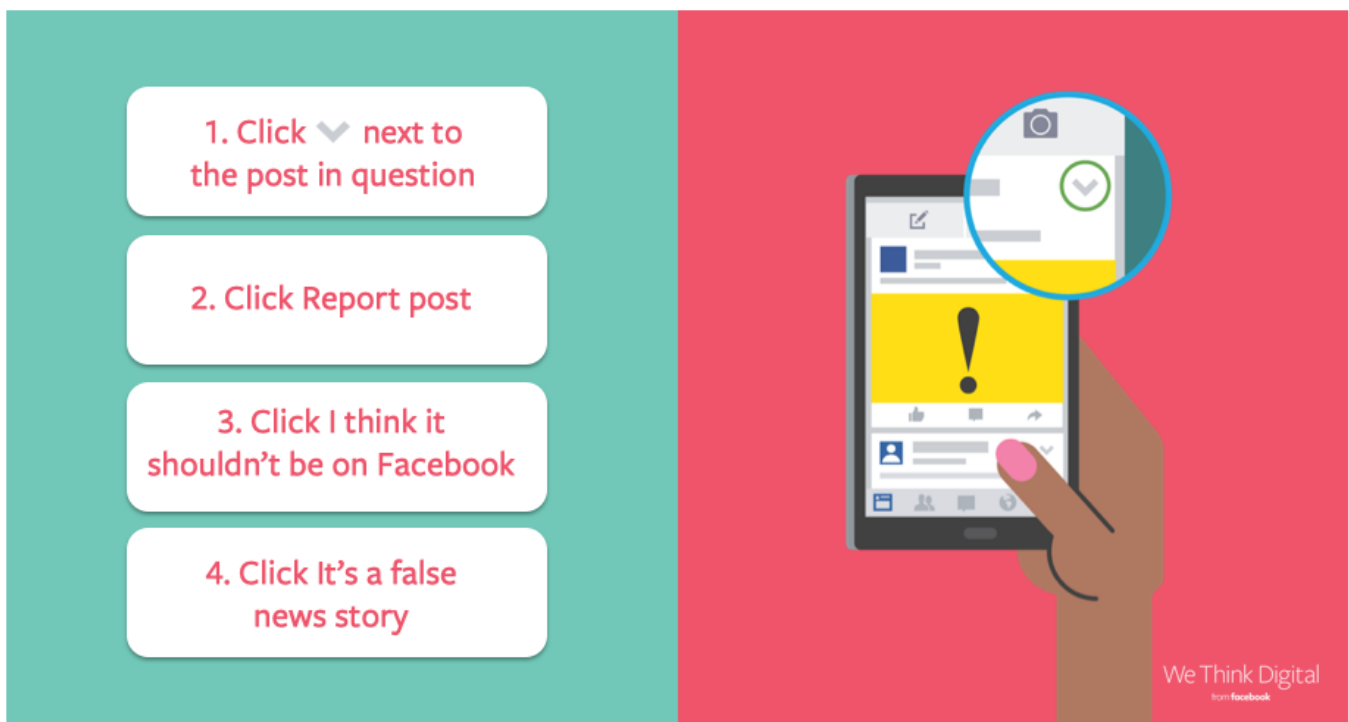 1. Click next to
the post in question
2. Click Report post
3. Click I think it
shouldn't be on Facebook
4. Click It's a false
news story
We Think Digital
from facebook